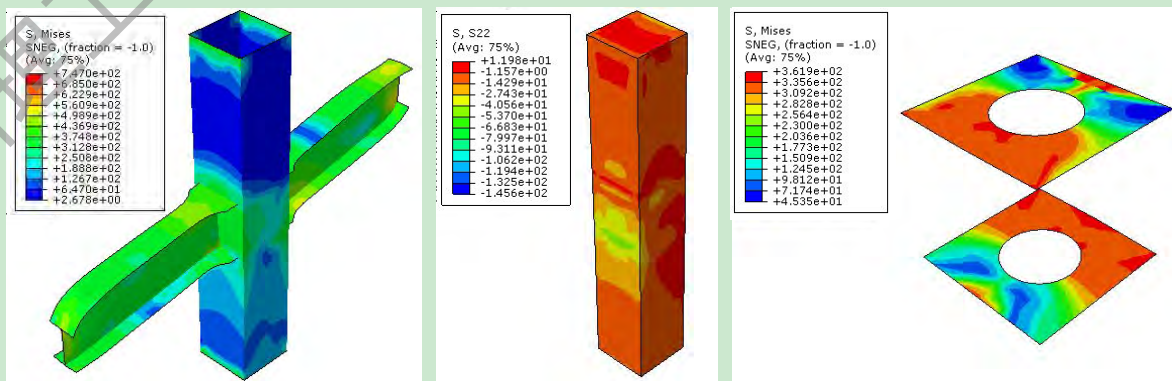 理
S, Mises
SNEG, (fraction = -1.0)
(Avg: 75%)
+7.470e+02
+6.850e+02
+6.229e+02
+5.609e+02
+4.989e+02
+4.369e+02
+3.748e+02
+3.128e+02
+2.508e+02
+1.888e+02
+1.267e+02
+6.470e+01
+2.678e+00
S, S22
(Avg: 75%)
+1.198e+01
-1.157e+00
-1.429e+01
-2.743e+01
-4.056e+01
-5.370e+01
-6.683e+01
-7.997e+01
-9.311e+01
-1.062e+02
-1.194e+02
-1.325e+02
-1.456e+02
S, Mises
SNEG, (fraction = -1.0)
(Avg: 75%)
+3.619e+02
+3.356e+02
+3.092e+02
+2.828e+02
+2.564e+02
+2.300e+02
+2.036e+02
+1.773e+02
+1.509e+02
+1.245e+02
+9.812e+01
+7.174e+01
+4.535e+01